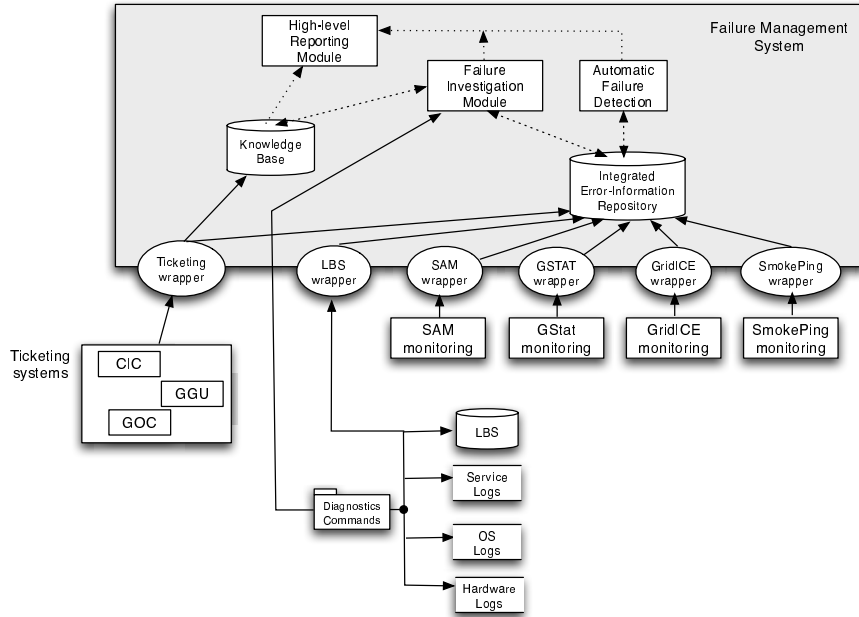 High-level
Reporting
Module
Failure Management
System
Failure
Investigation
Module
Automatic
Failure
Detection
Knowledge
Base
Integrated
Error-Information
Repository
Ticketing
wrapper
LBS
wrapper
SAM
wrapper
GSTAT
wrapper
GridICE
wrapper
SmokePing
wrapper
SAM
monitoring
GStat
monitoring
GridICE
monitoring
SmokePing
monitoring
Ticketing
systems
CIC
GGU
GOC
LBS
Service
Logs
Diagnostics
Commands
OS
Logs
Hardware
Logs